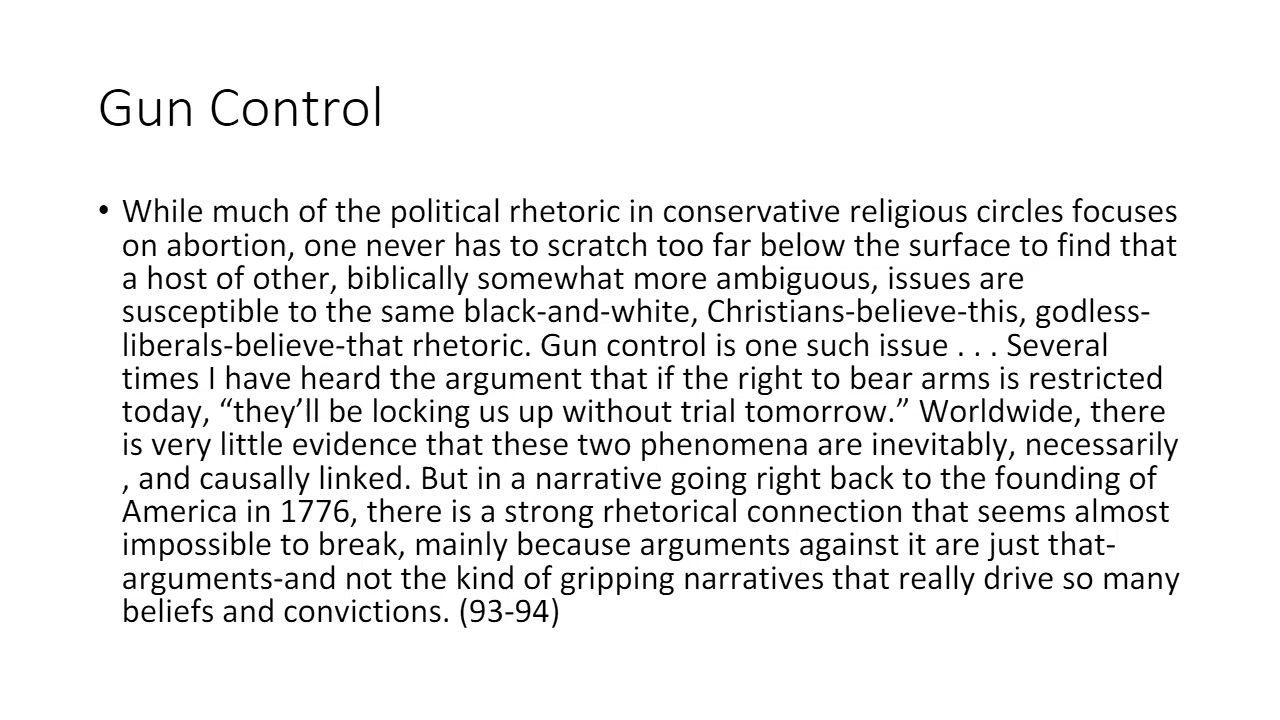 Gun Control
• While much of the political rhetoric in conservative religious circles focuses
on abortion, one never has to scratch too far below the surface to find that
a host of other, biblically somewhat more ambiguous, issues are
susceptible to the same black-and-white, Christians-believe-this, godless-
liberals-believe-that rhetoric. Gun control is one such issue . . . Several
times I have heard the argument that if the right to bear arms is restricted
today, “they’ll be locking us up without trial tomorrow.” Worldwide, there
is very little evidence that these two phenomena are inevitably, necessarily
, and causally linked. But in a narrative going right back to the founding of
America in 1776, there is a strong rhetorical connection that seems almost
impossible to break, mainly because arguments against it are just that-
arguments-and not the kind of gripping narratives that really drive so many
beliefs and convictions. (93-94)